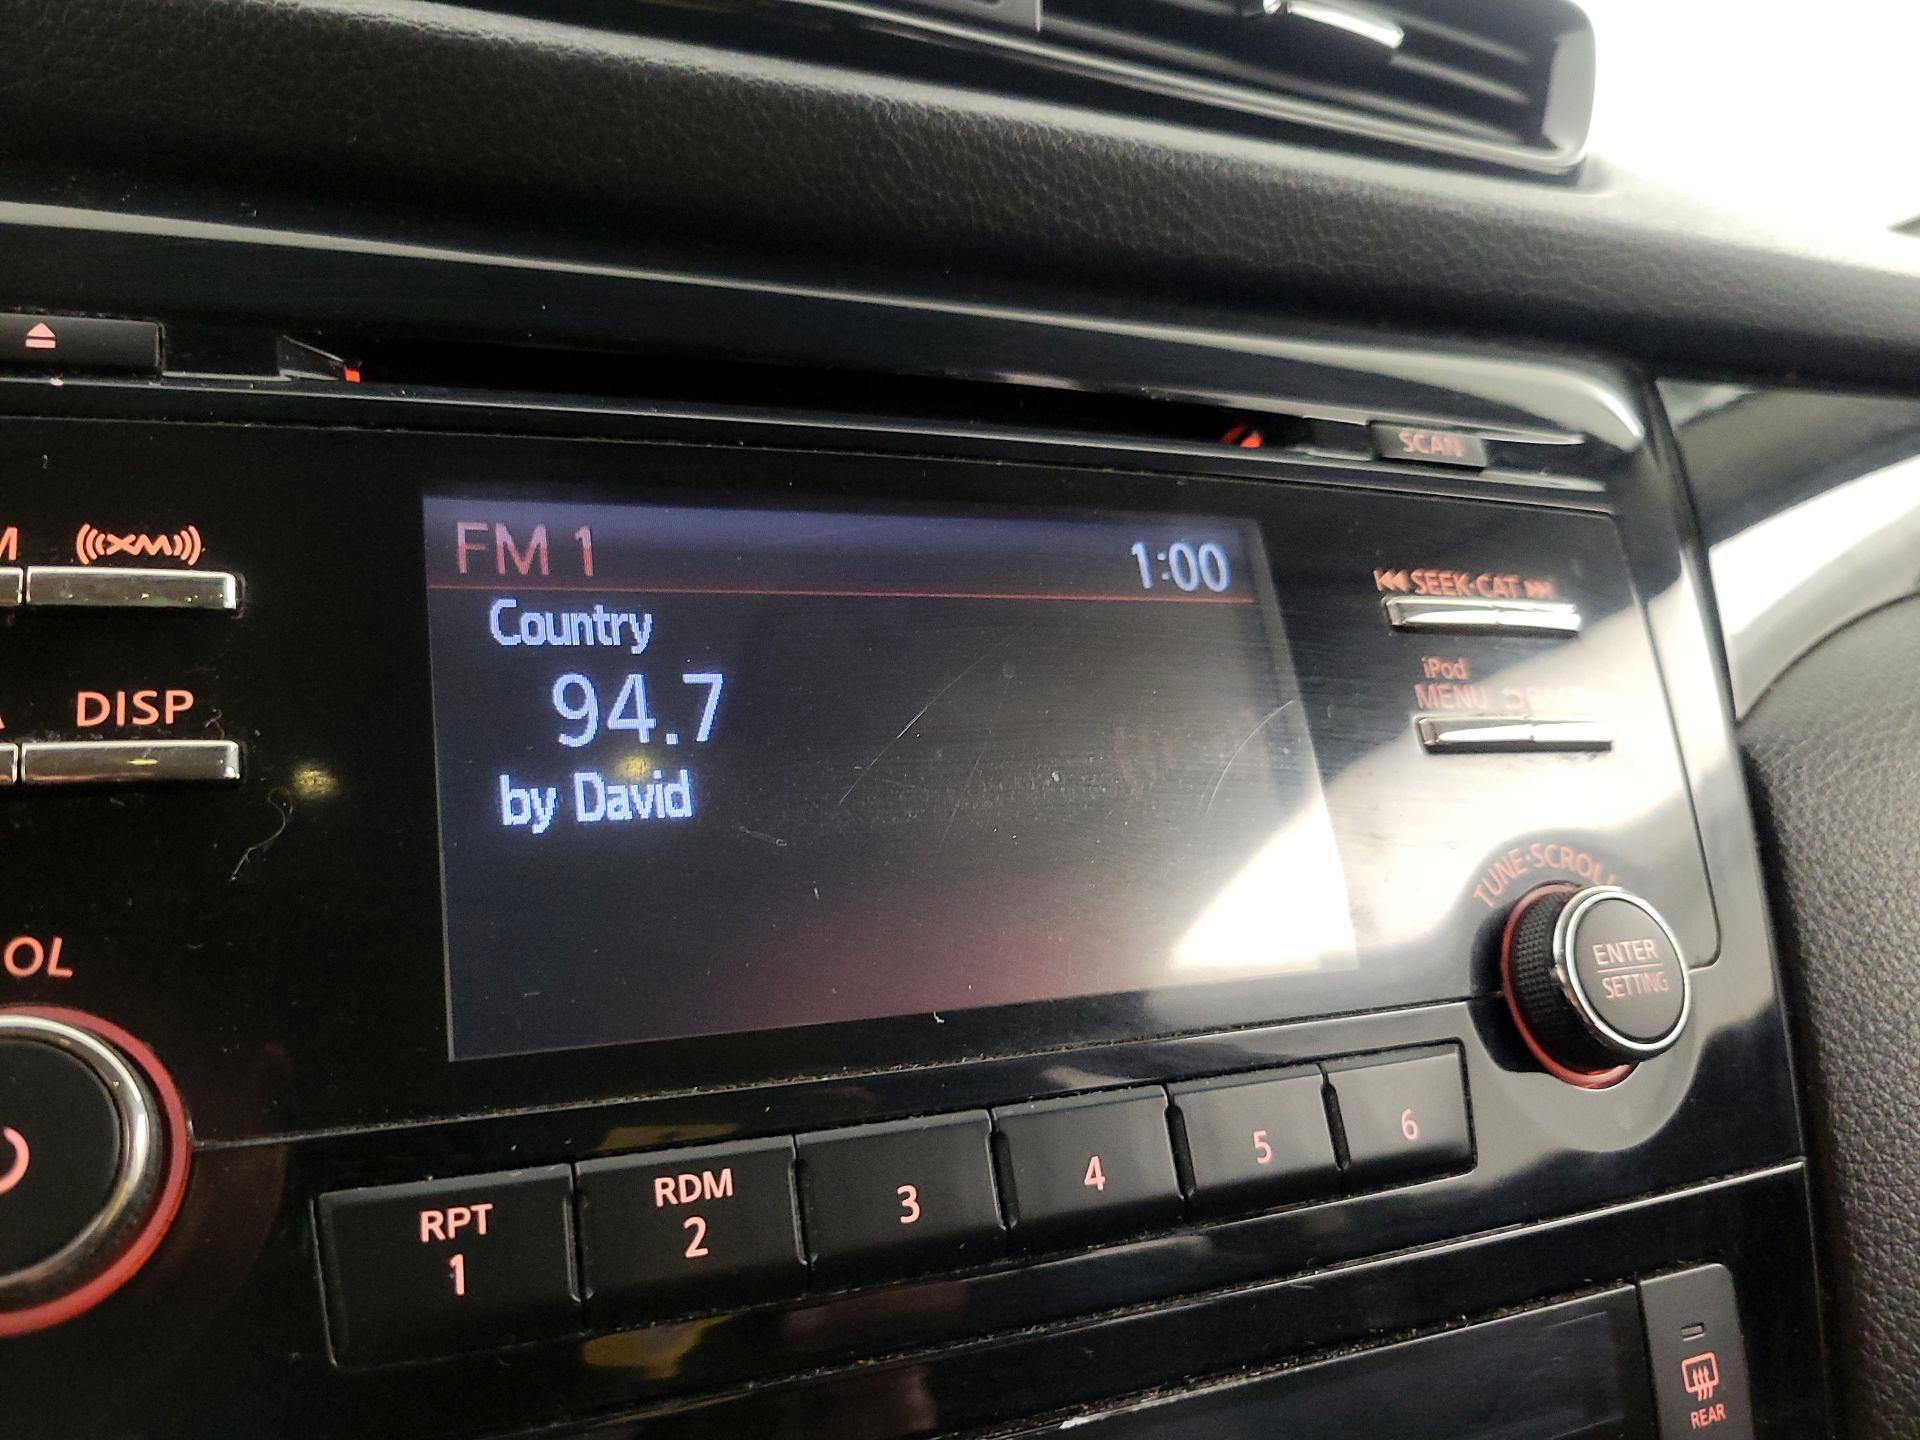 SCAN
XM
FM 1
1:00
SEEK·CAT
Country
iPod
MENU
94.7
DISP
by David
TUNE·SCROLL
OL
ENTER
SETTING
RPT
1
RDM
2
3
4
5
6
REAR